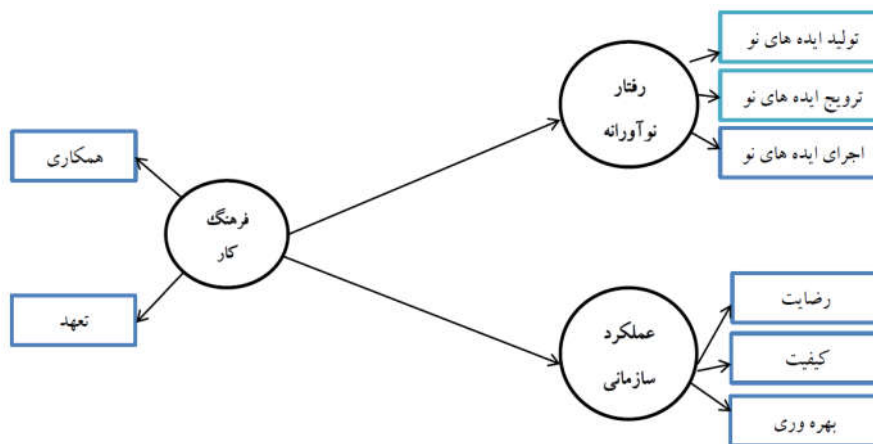 تولید ایده های نو
ترویج ایده های نو
اجرای ایده های نو
رفتار
نوآورانه
همکاری
فرهنگ
کار
تعهد
عملکرد
سازمانی
رضایت
کیفیت
بهره وری